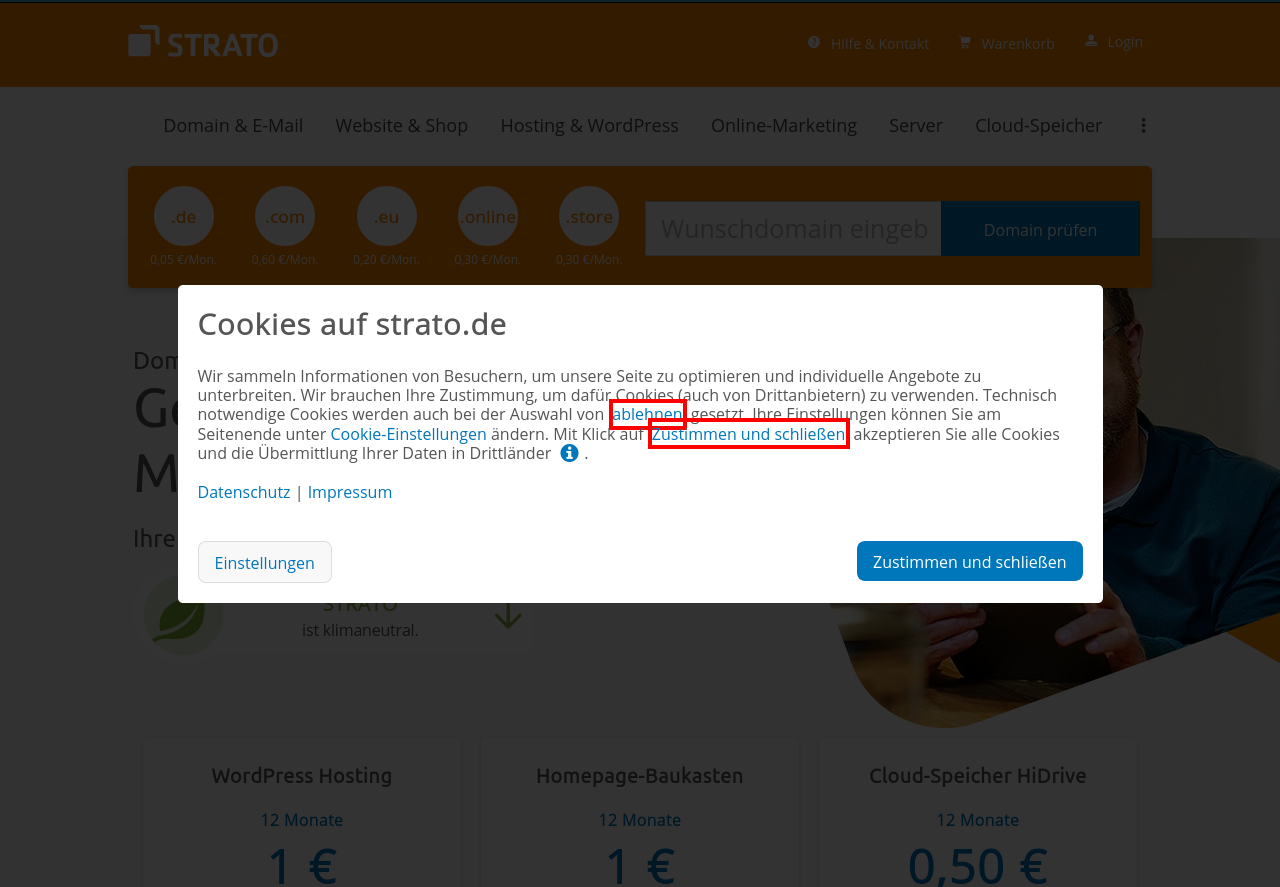 STRATO
Hilfe & Kontakt
Warenkorb
Login
Domain & E-Mail
Website & Shop
Hosting & WordPress
Online-Marketing
Server
Cloud-Speicher
.de
.com
.eu
.online
.store
Wunschdomain eingeb
Domain prüfen
0,05 €/Mon.
0,60 €/Mon.
0,20 €/Mon.
0,30 €/Mon.
0,30 €/Mon.
Cookies auf strato.de
Wir sammeln Informationen von Besuchern, um unsere Seite zu optimieren und individuelle Angebote zu
unterbreiten. Wir brauchen Ihre Zustimmung, um dafür Cookies (auch von Drittanbietern) zu verwenden. Technisch
notwendige Cookies werden auch bei der Auswahl von ablehnen gesetzt. Ihre Einstellungen können Sie am
Seitenende unter Cookie-Einstellungen ändern. Mit Klick auf Zustimmen und schließen akzeptieren Sie alle Cookies
und die Übermittlung Ihrer Daten in Drittländer .
Datenschutz | Impressum
Einstellungen
Zustimmen und schließen
Dom
Ge
M
Ihre
STRATO
ist klimaneutral.
WordPress Hosting
12 Monate
1 €
Homepage-Baukasten
12 Monate
1 €
Cloud-Speicher HiDrive
12 Monate
0,50 €